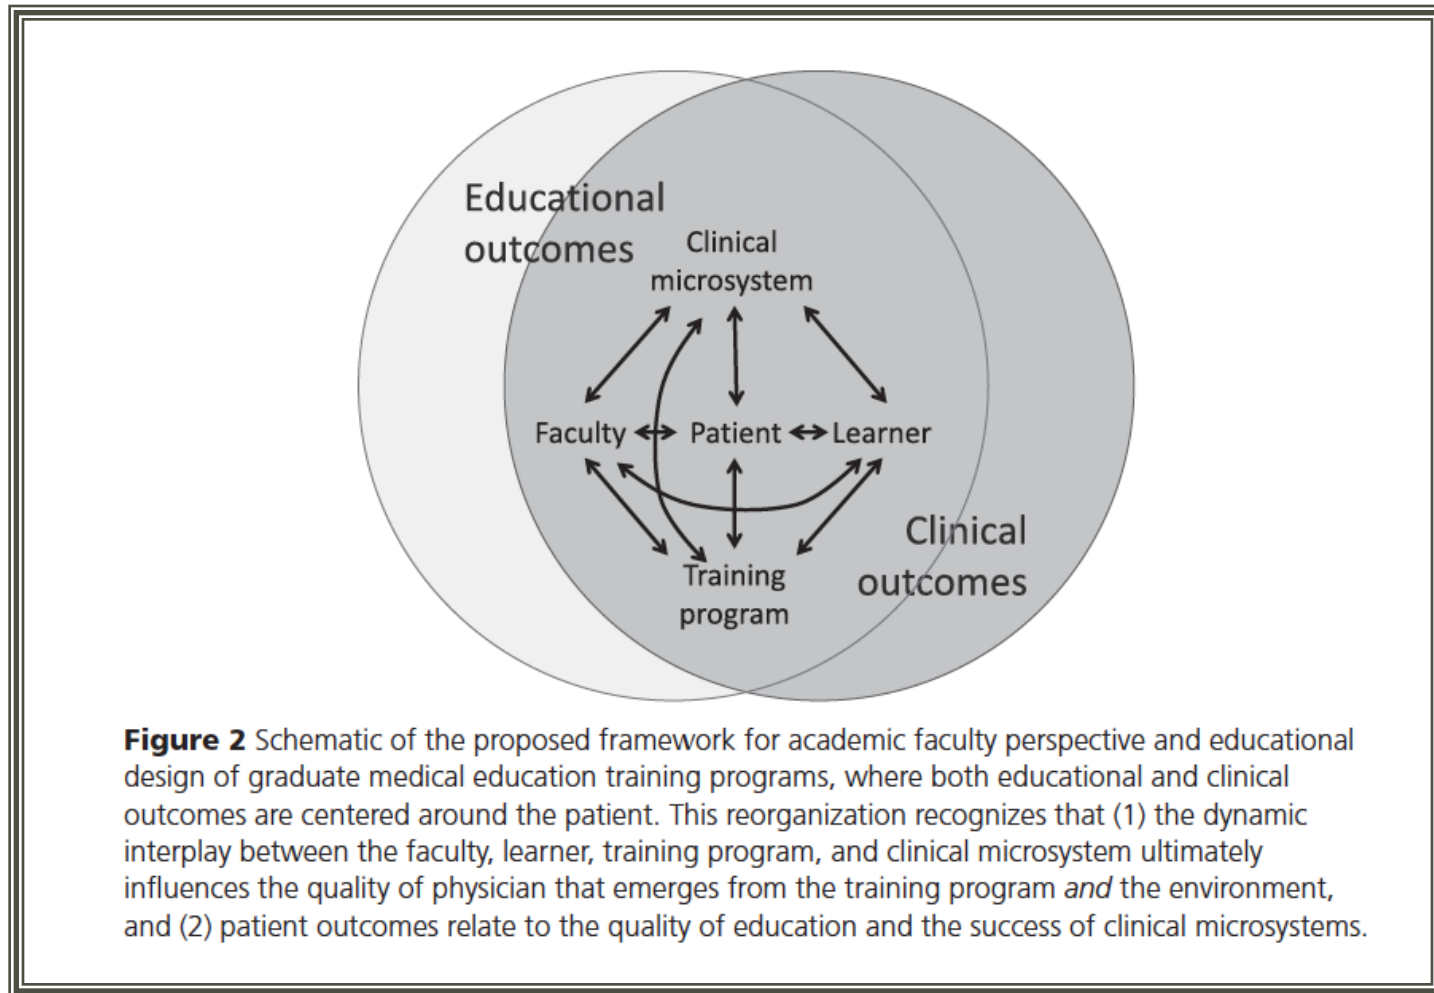 Educational
outcomes
Clinical
microsystem
Faculty
Patient
Learner
Training
program
Clinical
outcomes
Figure 2 Schematic of the proposed framework for academic faculty perspective and educational
design of graduate medical education training programs, where both educational and clinical
outcomes are centered around the patient. This reorganization recognizes that (1) the dynamic
interplay between the faculty, learner, training program, and clinical microsystem ultimately
influences the quality of physician that emerges from the training program and the environment,
and (2) patient outcomes relate to the quality of education and the success of clinical microsystems.